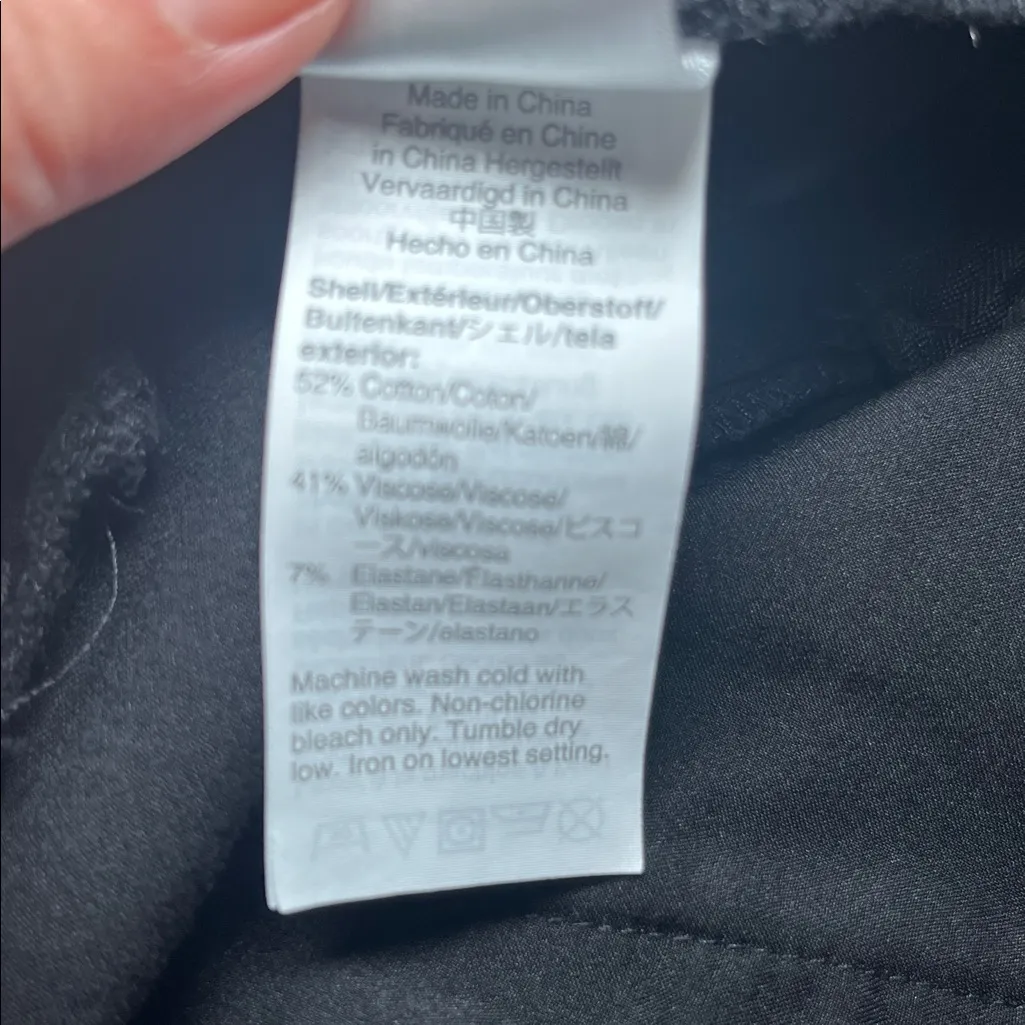 Made in China
Fabriqué en Chine
in China Hergestellt
Vervaardigd in China
中国製
Hecho en China
Shell/Extérieur/Oberstoff/
Buitenkant/シェル/tela
exterior:
52% Cotton/Coton/
Baumwolle/Katoen/綿/
algodón
41% Viscose/Viscose/
Viskose/Viscose/ビスコ
ース/viscosa
7% Elastane/Élasthanne/
Elastan/Elastaan/エラス
テーン/elastano
Machine wash cold with
like colors. Non-chlorine
bleach only. Tumble dry
low. Iron on lowest setting.